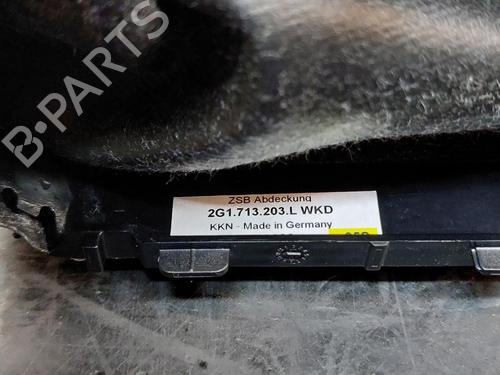 B-PARTS
ZSB Abdeckung
2G1.713.203.L WKD
KKN - Made in Germany